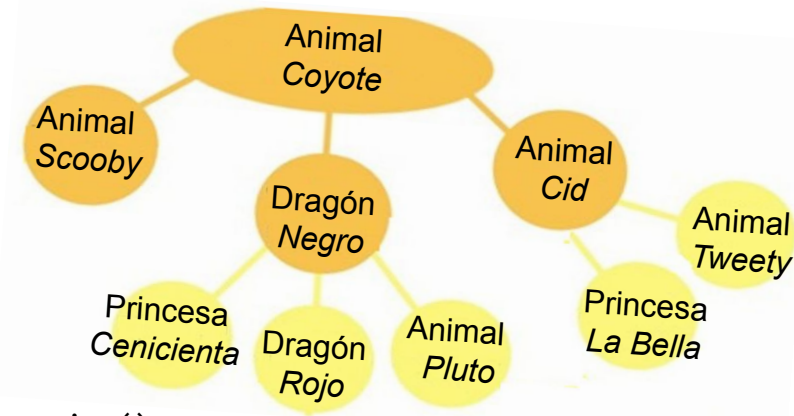 Animal
Coyote
Animal
Scooby
Dragón
Negro
Animal
Cid
Animal
Tweety
Princesa
Cenicienta
Dragón
Rojo
Animal
Pluto
Princesa
La Bella